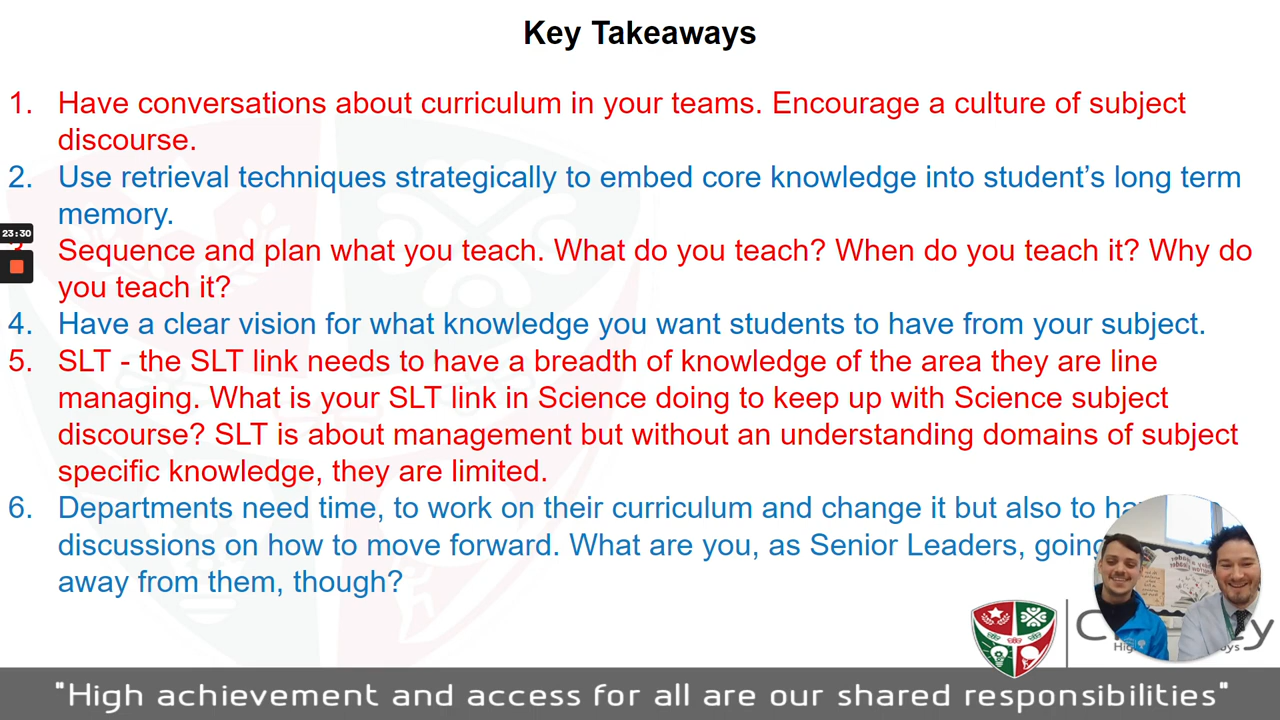 Key Takeaways
1. Have conversations about curriculum in your teams. Encourage a culture of subject
discourse.
2. Use retrieval techniques strategically to embed core knowledge into student’s long term
memory.
23:30
3. Sequence and plan what you teach. What do you teach? When do you teach it? Why do
you teach it?
4. Have a clear vision for what knowledge you want students to have from your subject.
5. SLT - the SLT link needs to have a breadth of knowledge of the area they are line
managing. What is your SLT link in Science doing to keep up with Science subject
discourse? SLT is about management but without an understanding domains of subject
specific knowledge, they are limited.
6. Departments need time, to work on their curriculum and change it but also to
discussions on how to move forward. What are you, as Senior Leaders, going
away from them, though?
"High achievement and access for all are our shared responsibilities"